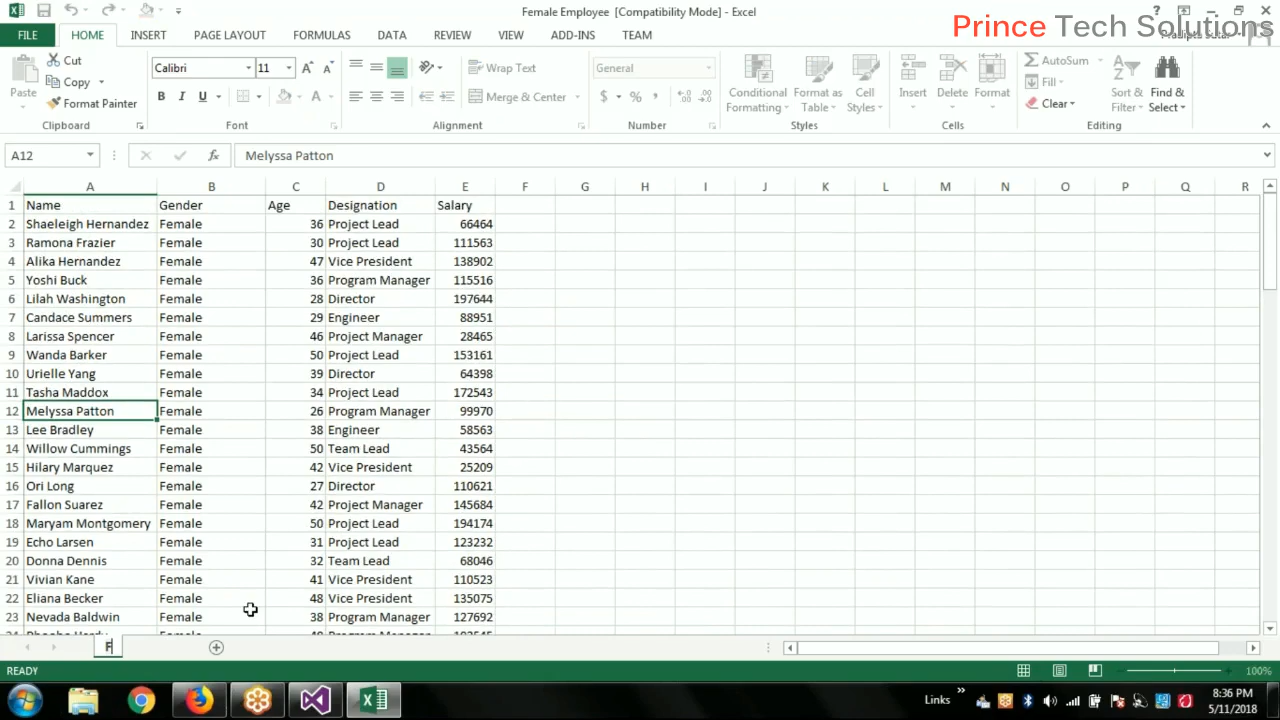 Female Employee [Compatibility Mode] - Excel
Prince Tech Solutions
FILE HOME INSERT PAGE LAYOUT FORMULAS DATA REVIEW VIEW ADD-INS TEAM
Cut
Copy
Format Painter
Paste
Clipboard
Calibri 11
B I U A
Font
Wrap Text
Merge & Center
Alignment
General
$ % ,
Number
Conditional Formatting
Format as Table
Cell Styles
Styles
Insert Delete Format
Cells
AutoSum
Fill
Clear
Sort & Filter
Find & Select
Editing
A12 fx Melyssa Patton
A B C D E F G H I J K L M N O P Q R
1 Name Gender Age Designation Salary
2 Shaeleigh Hernandez Female 36 Project Lead 66464
3 Ramona Frazier Female 30 Project Lead 111563
4 Alika Hernandez Female 47 Vice President 138902
5 Yoshi Buck Female 36 Program Manager 115516
6 Lilah Washington Female 28 Director 197644
7 Candace Summers Female 29 Engineer 88951
8 Larissa Spencer Female 46 Project Manager 28465
9 Wanda Barker Female 50 Project Lead 153161
10 Urielle Yang Female 39 Director 64398
11 Tasha Maddox Female 34 Project Lead 172543
12 Melyssa Patton Female 26 Program Manager 99970
13 Lee Bradley Female 38 Engineer 58563
14 Willow Cummings Female 50 Team Lead 43564
15 Hilary Marquez Female 42 Vice President 25209
16 Ori Long Female 27 Director 110621
17 Fallon Suarez Female 42 Project Manager 145684
18 Maryam Montgomery Female 50 Project Lead 194174
19 Echo Larsen Female 31 Project Lead 123232
20 Donna Dennis Female 32 Team Lead 68046
21 Vivian Kane Female 41 Vice President 110523
22 Eliana Becker Female 48 Vice President 135075
23 Nevada Baldwin Female 38 Program Manager 127692
F
READY 100%
Links 8:36 PM
5/11/2018